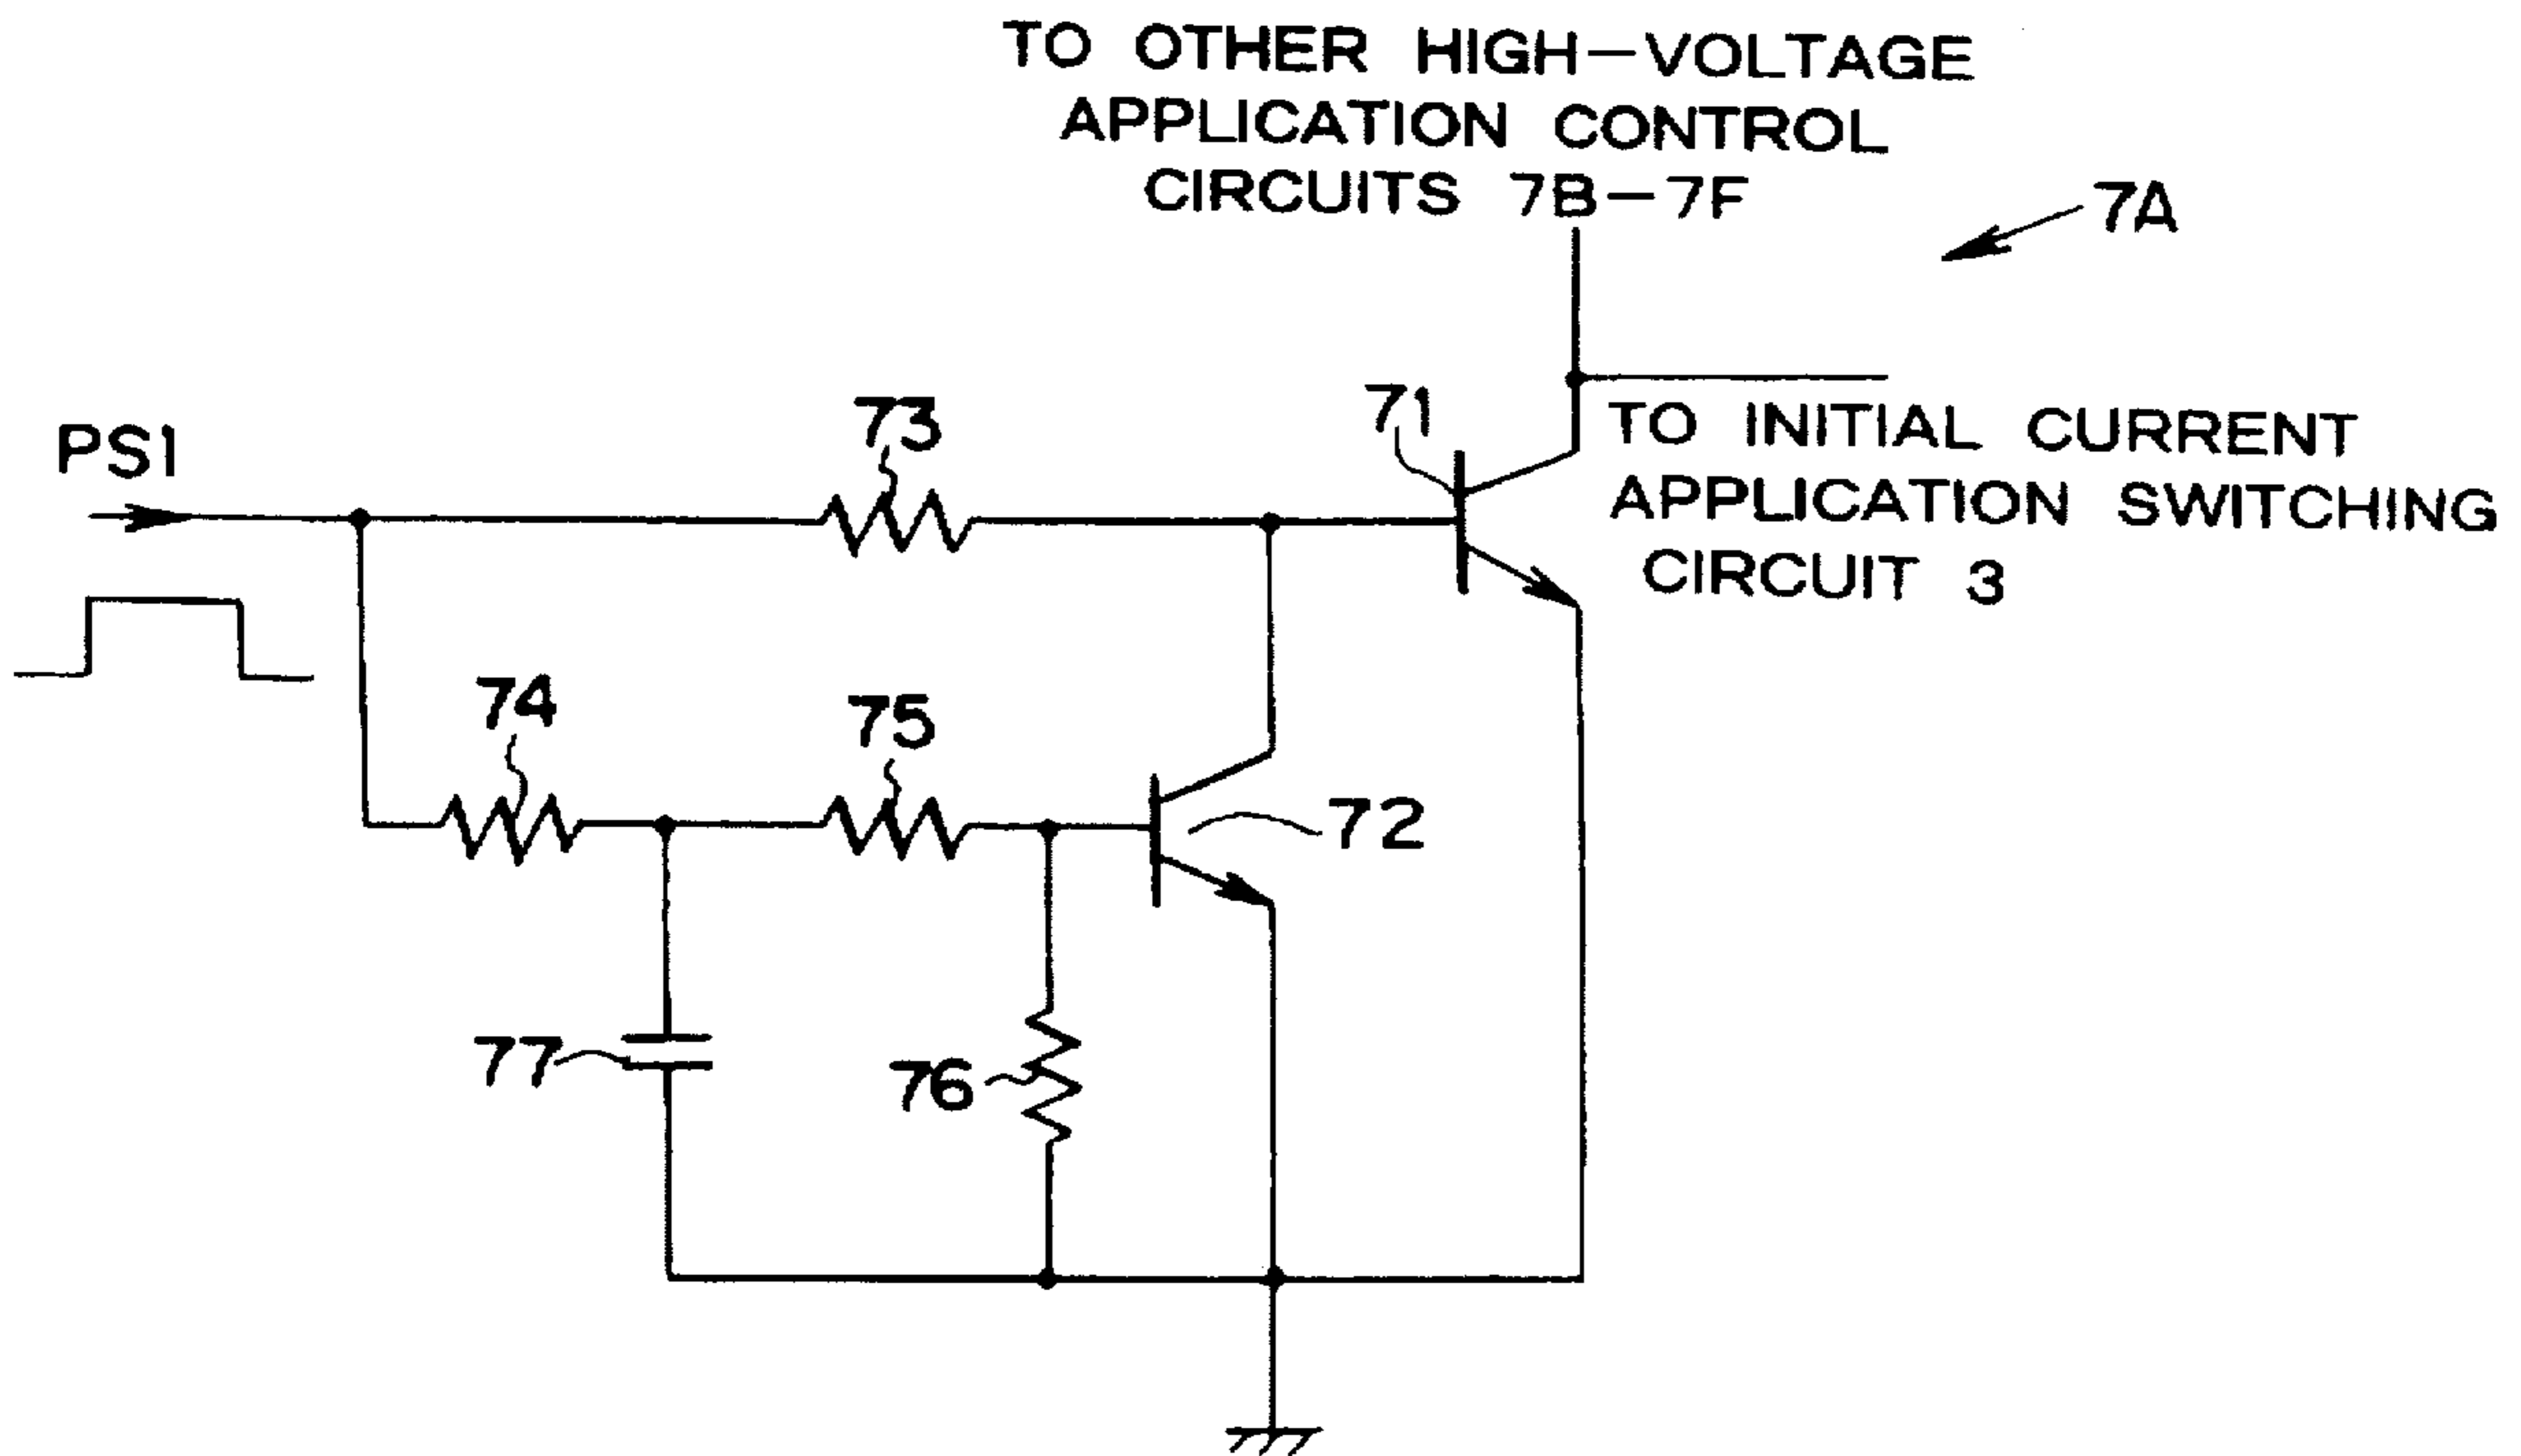 TO OTHER HIGH-VOLTAGE
APPLICATION CONTROL
CIRCUITS 7B-7F
7A
71
TO INITIAL CURRENT
APPLICATION SWITCHING
CIRCUIT 3
73
PS1
74
75
72
77
76